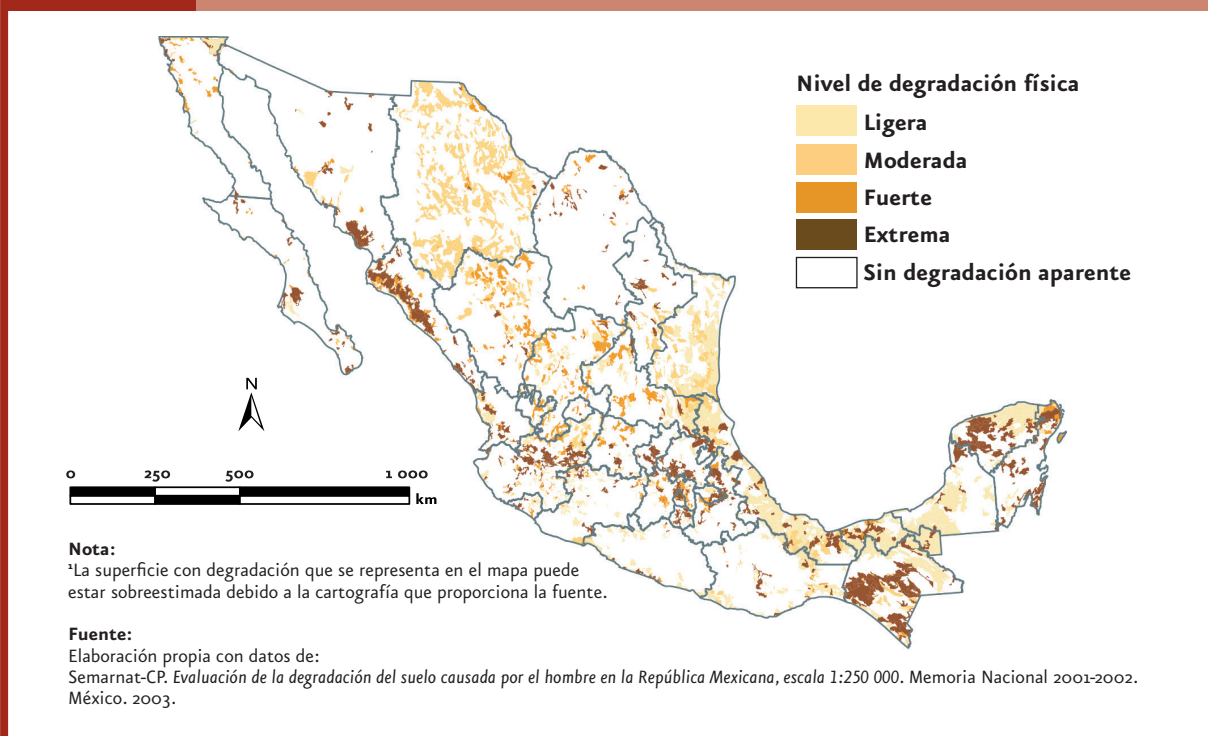 Nivel de degradación física
Ligera
Moderada
Fuerte
Extrema
Sin degradación aparente
N
0 250 500 1 000
km
Nota:
¹La superficie con degradación que se representa en el mapa puede
estar sobreestimada debido a la cartografía que proporciona la fuente.
Fuente:
Elaboración propia con datos de:
Semarnat-CP. Evaluación de la degradación del suelo causada por el hombre en la República Mexicana, escala 1:250 000. Memoria Nacional 2001-2002.
México. 2003.